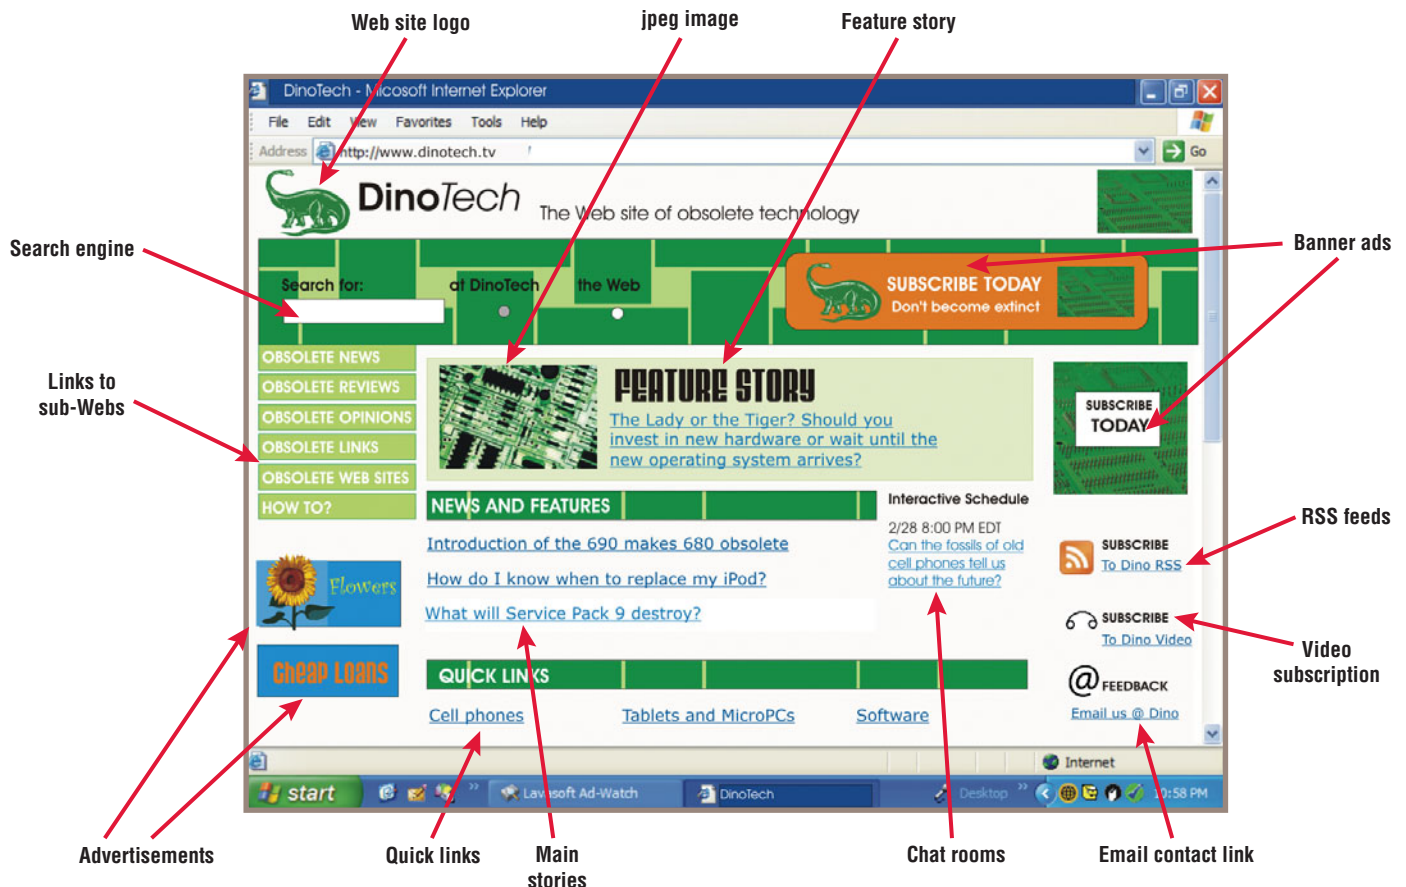 Web site logo
jpeg image
Feature story
DinoTech - Micosoft Internet Explorer
File Edit View Favorites Tools Help
Address http://www.dinotech.tv Go
DinoTech The Web site of obsolete technology
Search engine
Banner ads
Search for: at DinoTech the Web
SUBSCRIBE TODAY
Don't become extinct
Links to
sub-Webs
OBSOLETE NEWS
OBSOLETE REVIEWS
OBSOLETE OPINIONS
OBSOLETE LINKS
OBSOLETE WEB SITES
HOW TO?
FEATURE STORY
The Lady or the Tiger? Should you
invest in new hardware or wait until the
new operating system arrives?
SUBSCRIBE
TODAY
NEWS AND FEATURES
Introduction of the 690 makes 680 obsolete
How do I know when to replace my iPod?
What will Service Pack 9 destroy?
Interactive Schedule
2/28 8:00 PM EDT
Can the fossils of old
cell phones tell us
about the future?
RSS feeds
SUBSCRIBE
To Dino RSS
Flowers
SUBSCRIBE
To Dino Video
Video
subscription
Cheap Loans
QUICK LINKS
@ FEEDBACK
Cell phones Tablets and MicroPCs Software
Email us @ Dino
Internet
start Lavasoft Ad-Watch DinoTech Desktop 10:58 PM
Advertisements
Quick links
Main
stories
Chat rooms
Email contact link